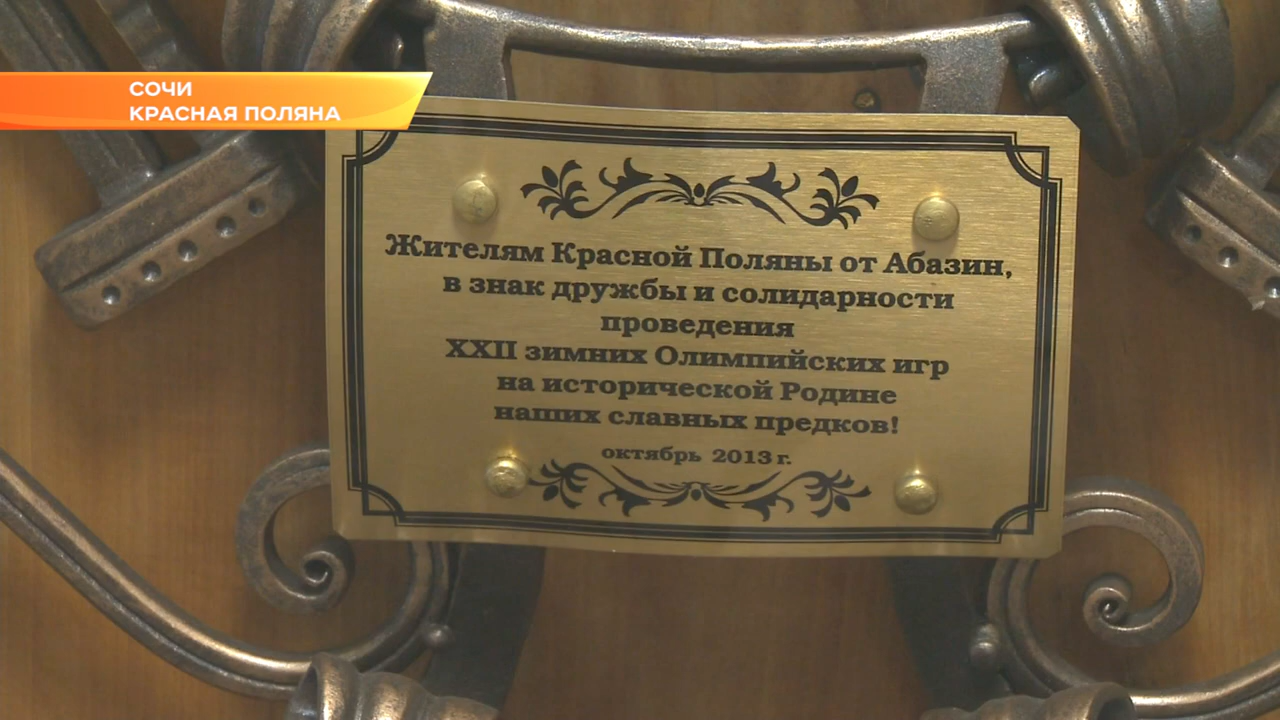 СОЧИ
КРАСНАЯ ПОЛЯНА
Жителям Красной Поляны от Абазин,
в знак дружбы и солидарности
проведения
XXII зимних Олимпийских игр
на исторической Родине
наших славных предков!
октябрь 2013 г.